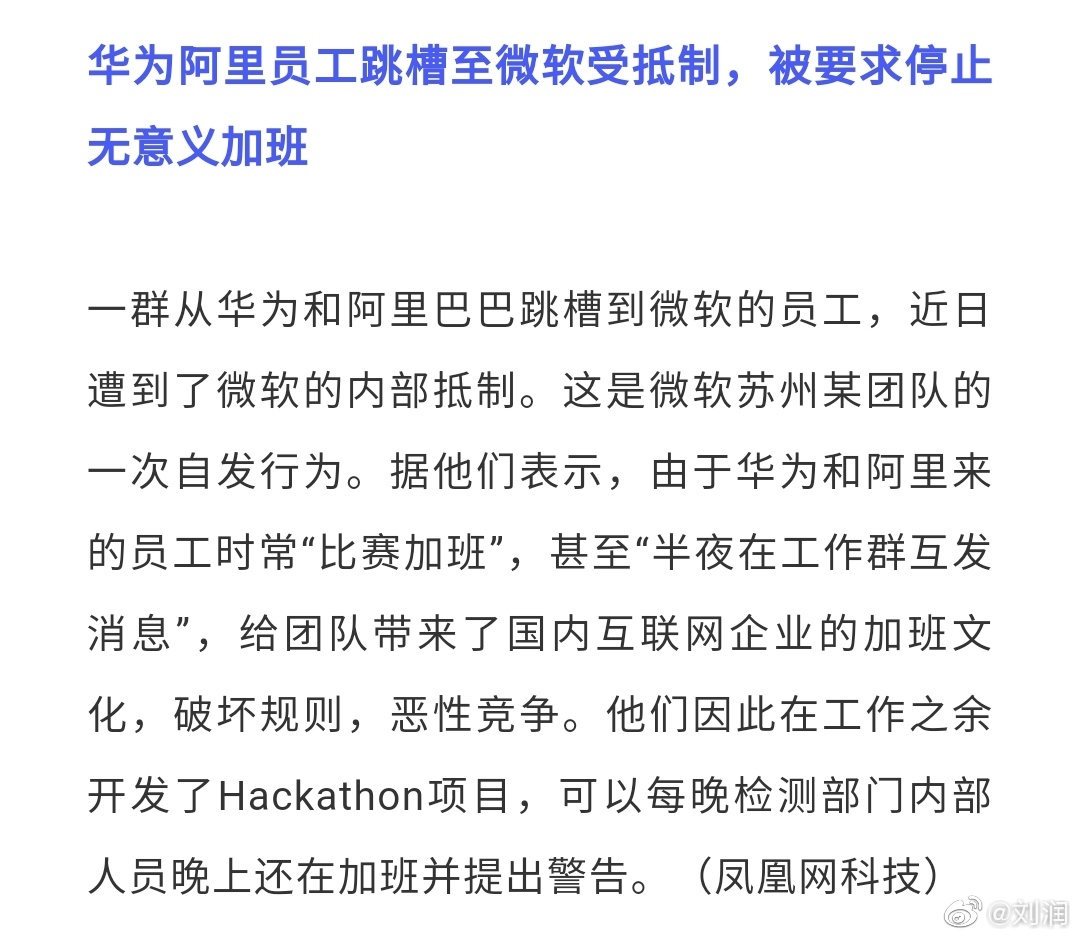 华为阿里员工跳槽至微软受抵制，被要求停止
无意义加班
一群从华为和阿里巴巴跳槽到微软的员工，近日
遭到了微软的内部抵制。这是微软苏州某团队的
一次自发行为。据他们表示，由于华为和阿里来
的员工时常“比赛加班”，甚至“半夜在工作群互发
消息”，给团队带来了国内互联网企业的加班文
化，破坏规则，恶性竞争。他们因此在工作之余
开发了Hackathon项目，可以每晚检测部门内部
人员晚上还在加班并提出警告。（凤凰网科技）
@刘润